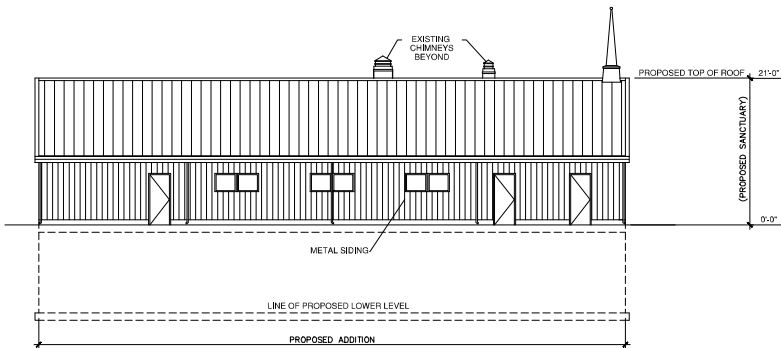 EXISTING
CHIMNEYS
BEYOND
PROPOSED TOP OF ROOF 21'-0"
(PROPOSED SANCTUARY)
0'-0"
METAL SIDING
LINE OF PROPOSED LOWER LEVEL
PROPOSED ADDITION